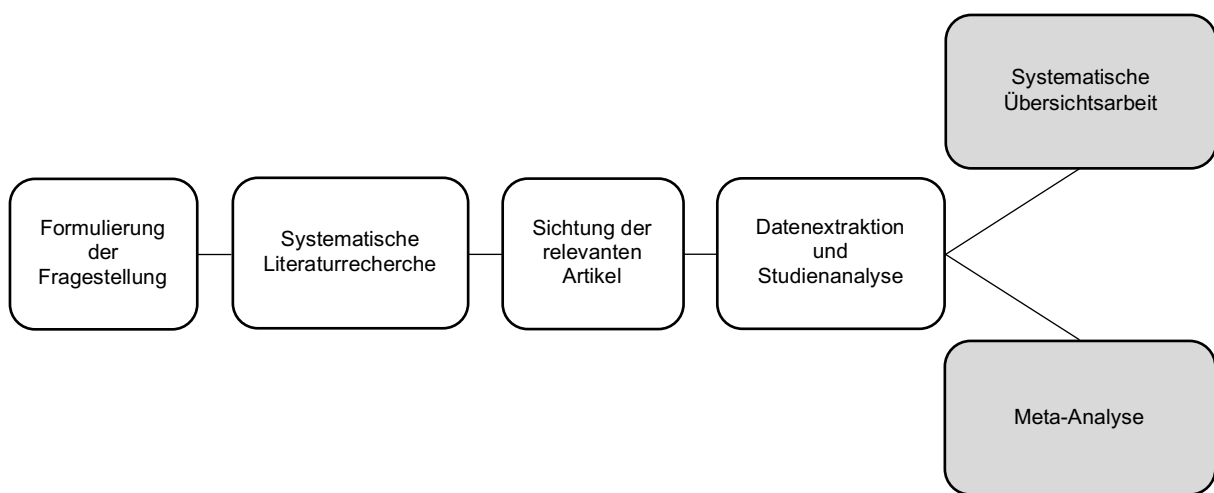 Formulierung
der
Fragestellung
Systematische
Literaturrecherche
Sichtung der
relevanten
Artikel
Datenextraktion
und
Studienanalyse
Systematische
Übersichtsarbeit
Meta-Analyse